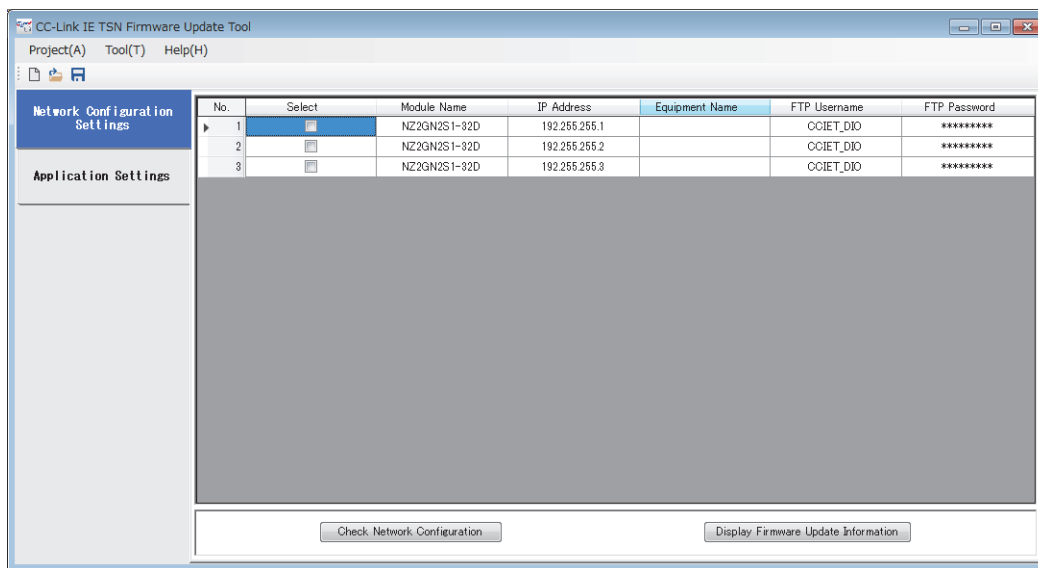 CC-Link IE TSN Firmware Update Tool
Project(A) Tool(T) Help(H)
Network Configuration
Settings
Application Settings
No. Select Module Name IP Address Equipment Name FTP Username FTP Password
1 NZ2GN2S1-32D 192.255.255.1 CCIET_DIO *********
2 NZ2GN2S1-32D 192.255.255.2 CCIET_DIO *********
3 NZ2GN2S1-32D 192.255.255.3 CCIET_DIO *********
Check Network Configuration Display Firmware Update Information